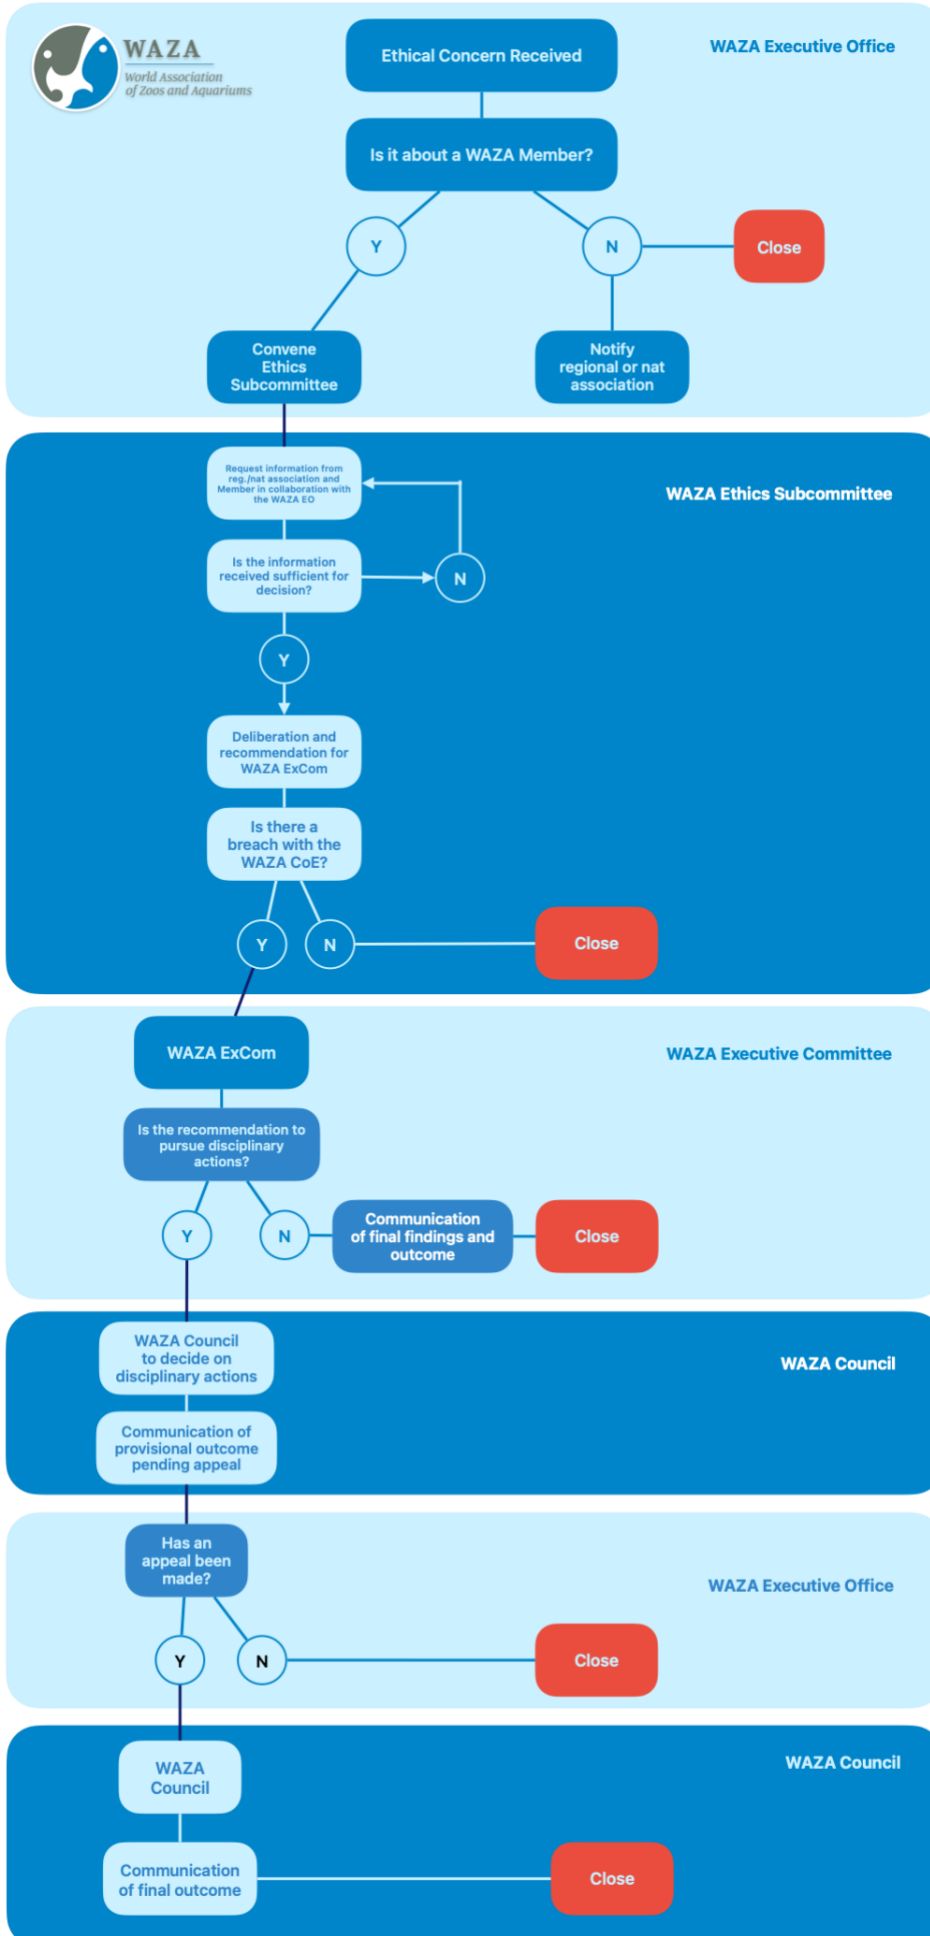 WAZA
World Association
of Zoos and Aquariums
Ethical Concern Received
WAZA Executive Office
Is it about a WAZA Member?
Y
N
Close
Convene
Ethics
Subcommittee
Notify
regional or nat
association
Request information from
reg./nat association and
Member in collaboration with
the WAZA EO
WAZA Ethics Subcommittee
Is the information
received sufficient for
decision?
N
Y
Deliberation and
recommendation for
WAZA ExCom
Is there a
breach with the
WAZA CoE?
Y
N
Close
WAZA ExCom
WAZA Executive Committee
Is the recommendation to
pursue disciplinary
actions?
Y
N
Communication
of final findings and
outcome
Close
WAZA Council
to decide on
disciplinary actions
WAZA Council
Communication of
provisional outcome
pending appeal
Has an
appeal been
made?
WAZA Executive Office
Y
N
Close
WAZA
Council
WAZA Council
Communication
of final outcome
Close